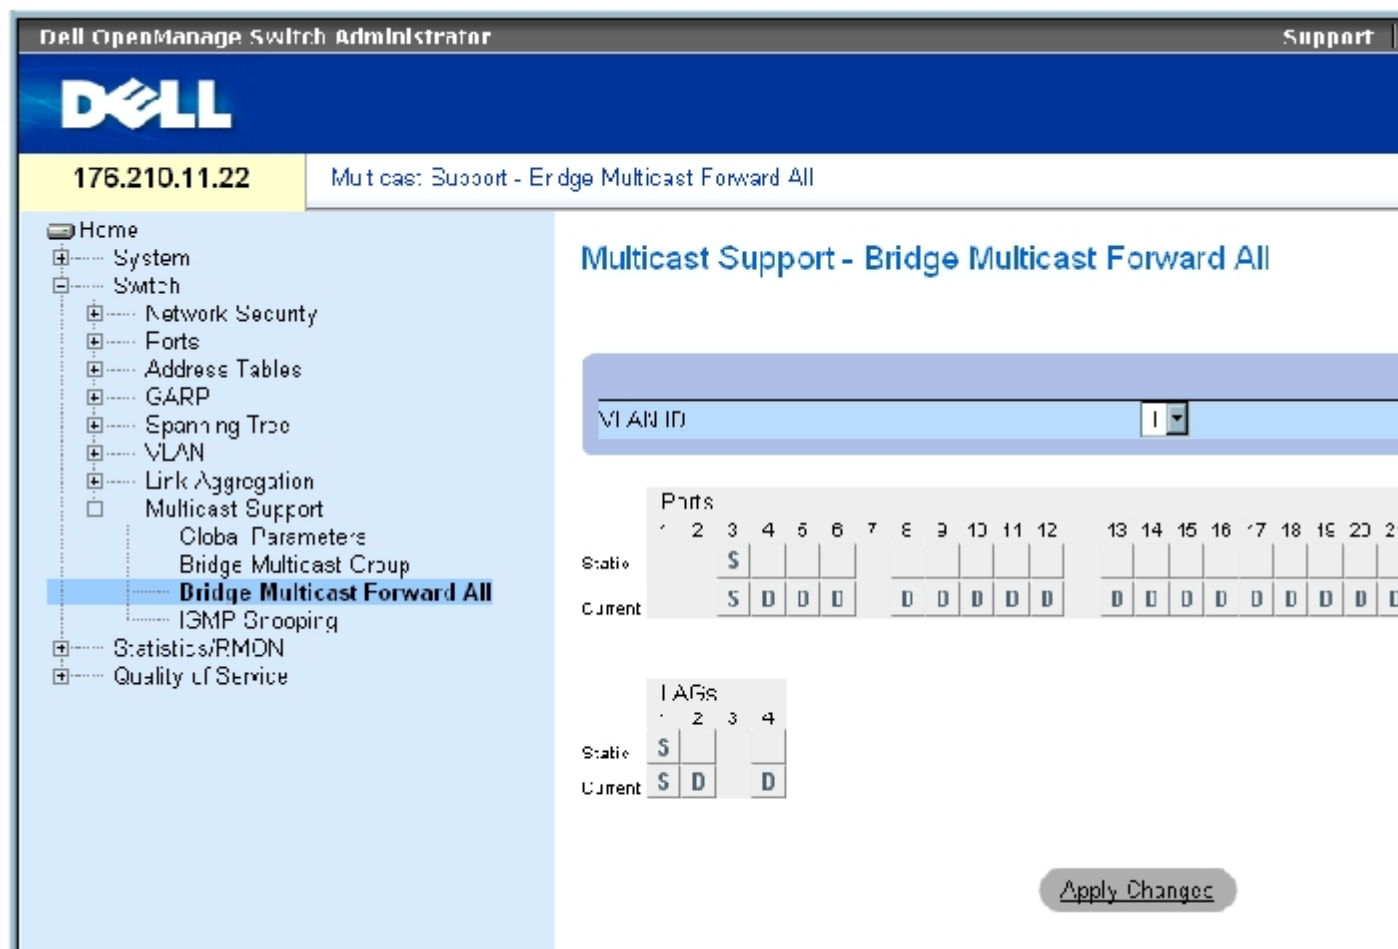 Dell OpenManage Switch Administrator
Support
DELL
176.210.11.22
Multicast Support - Bridge Multicast Forward All
Home
System
Switch
Network Security
Ports
Address Tables
GARP
Spanning Tree
VLAN
Link Aggregation
Multicast Support
Global Parameters
Bridge Multicast Group
Bridge Multicast Forward All
IGMP Snooping
Statistics/RMON
Quality of Service
Multicast Support - Bridge Multicast Forward All
VLAN ID 1
Ports
1 2 3 4 5 6 7 8 9 10 11 12 13 14 15 16 17 18 19 20
Static S
Current S D D D D D D D D D D D D D D D D
LAGs
1 2 3 4
Static S
Current S D D
Apply Changes